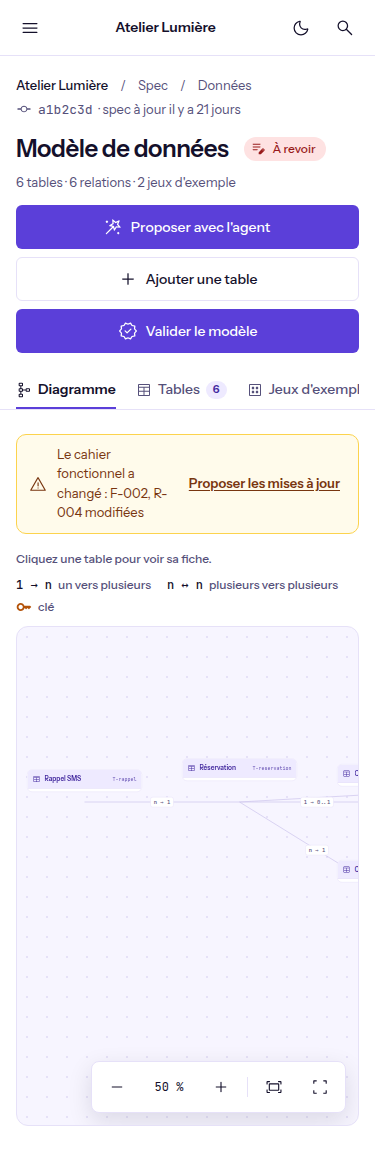 Atelier Lumière
Atelier Lumière / Spec / Données
a1b2c3d · spec à jour il y a 21 jours
Modèle de données
À revoir
6 tables · 6 relations · 2 jeux d'exemple
Proposer avec l'agent
Ajouter une table
Valider le modèle
Diagramme
Tables 6
Jeux d'exempl
Le cahier
fonctionnel a
changé : F-002, R-
004 modifiées
Proposer les mises à jour
Cliquez une table pour voir sa fiche.
1 → n un vers plusieurs
n ↔ n plusieurs vers plusieurs
clé
Réservation T-reservation
Rappel SMS T-rappel
n → 1
1 → 0..1
n → 1
50 %